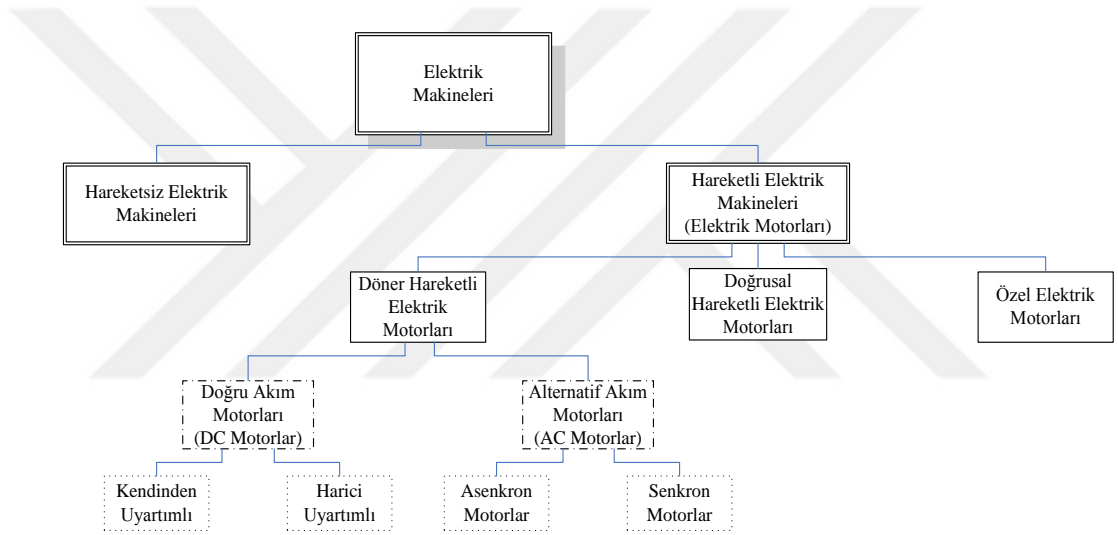 Elektrik
Makineleri
Hareketsiz Elektrik
Makineleri
Hareketli Elektrik
Makineleri
(Elektrik Motorları)
Döner Hareketli
Elektrik
Motorları
Doğrusal
Hareketli Elektrik
Motorları
Özel Elektrik
Motorları
Doğru Akım
Motorları
(DC Motorlar)
Alternatif Akım
Motorları
(AC Motorlar)
Kendinden
Uyartımlı
Harici
Uyartımlı
Asenkron
Motorlar
Senkron
Motorlar